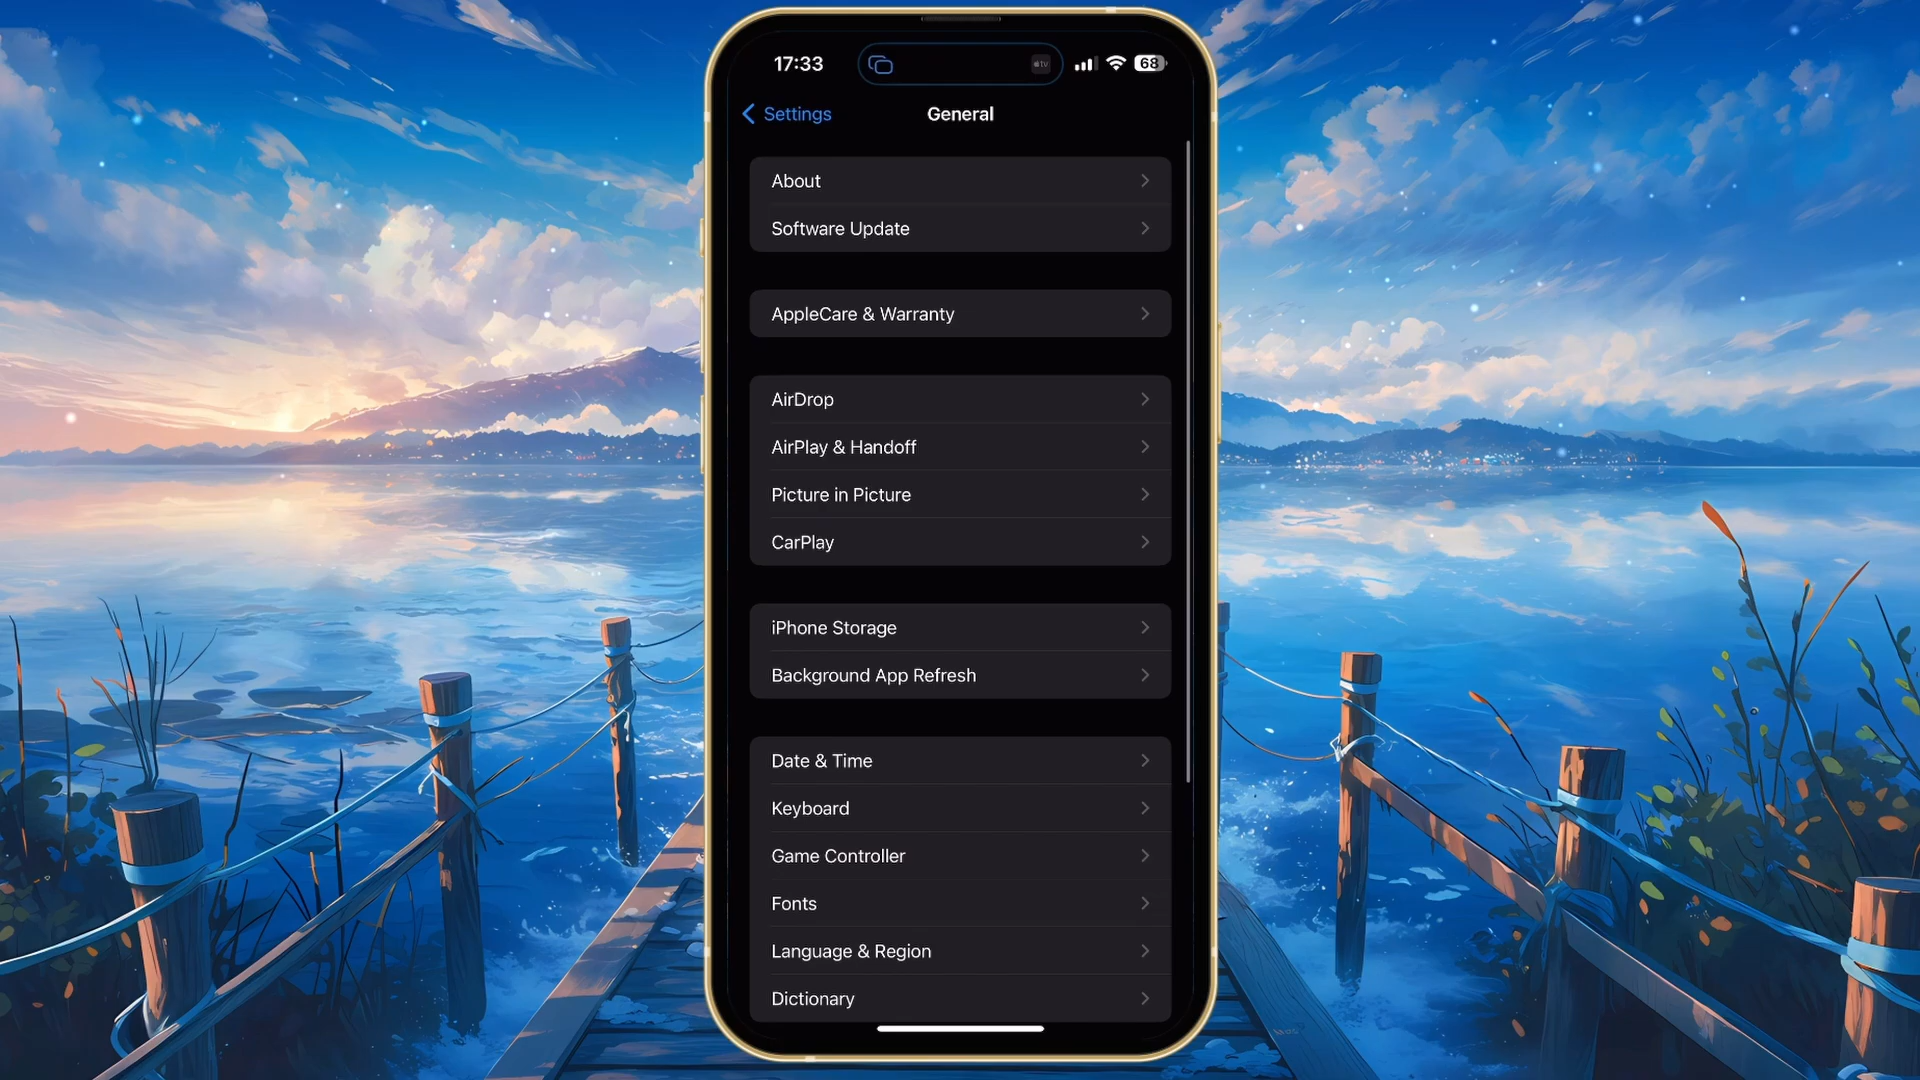 17:33
tv
68
Settings
General
About
Software Update
AppleCare & Warranty
AirDrop
AirPlay & Handoff
Picture in Picture
CarPlay
iPhone Storage
Background App Refresh
Date & Time
Keyboard
Game Controller
Fonts
Language & Region
Dictionary